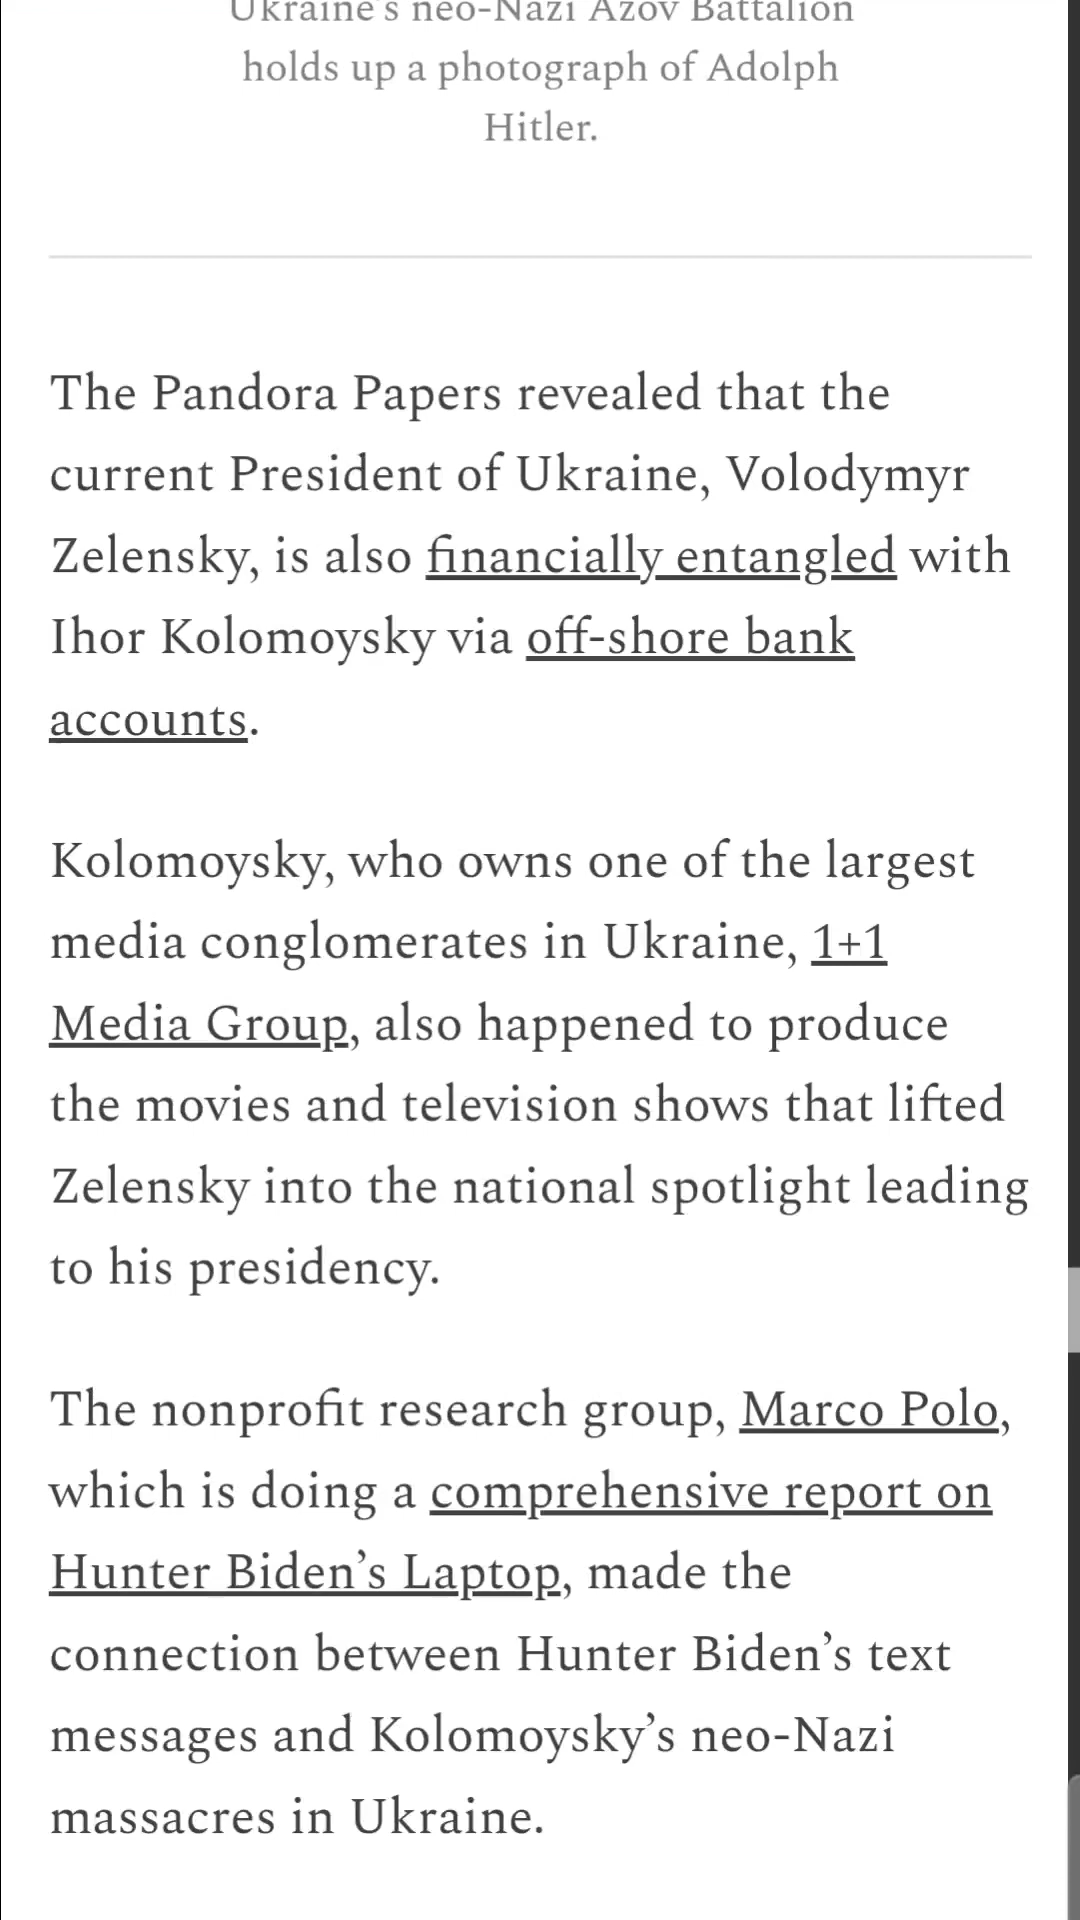 Ukraine's neo-Nazi Azov Battalion
holds up a photograph of Adolph
Hitler.
The Pandora Papers revealed that the
current President of Ukraine, Volodymyr
Zelensky, is also financially entangled with
Ihor Kolomoysky via off-shore bank
accounts.
Kolomoysky, who owns one of the largest
media conglomerates in Ukraine, 1+1
Media Group, also happened to produce
the movies and television shows that lifted
Zelensky into the national spotlight leading
to his presidency.
The nonprofit research group, Marco Polo,
which is doing a comprehensive report on
Hunter Biden’s Laptop, made the
connection between Hunter Biden’s text
messages and Kolomoysky’s neo-Nazi
massacres in Ukraine.